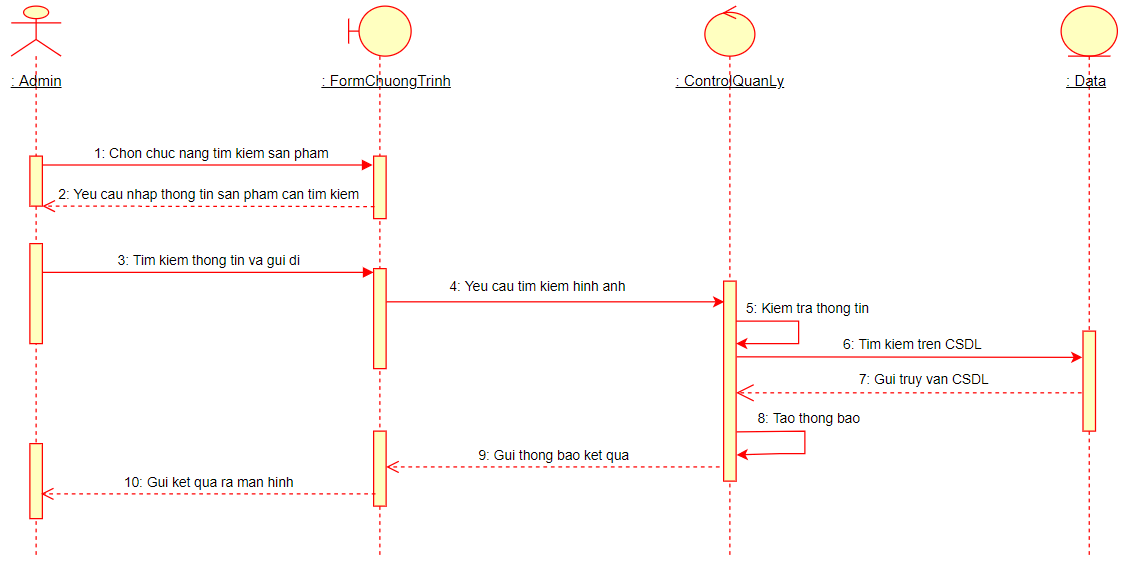 : Admin
: FormChuongTrinh
: ControlQuanLy
: Data
1: Chon chuc nang tim kiem san pham
2: Yeu cau nhap thong tin san pham can tim kiem
3: Tim kiem thong tin va gui di
4: Yeu cau tim kiem hinh anh
5: Kiem tra thong tin
6: Tim kiem tren CSDL
7: Gui truy van CSDL
8: Tao thong bao
9: Gui thong bao ket qua
10: Gui ket qua ra man hinh